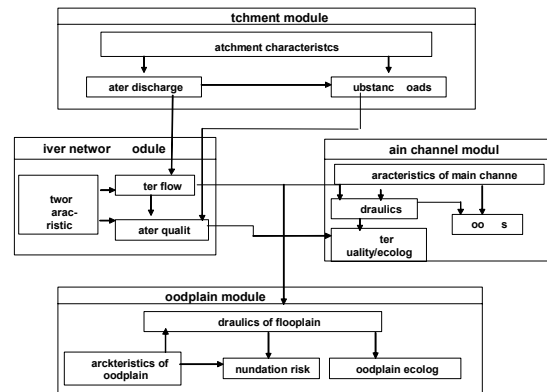 tchment module
atchment characteristcs
ater discharge
ubstanc oads
iver networ odule
ain channel modul
twor
arac-
ristic
ter flow
ater qualit
aracteristics of main channe
draulics
oo s
ter
uality/ecolog
oodplain module
draulics of flooplain
arckteristics of
oodplain
nundation risk
oodplain ecolog